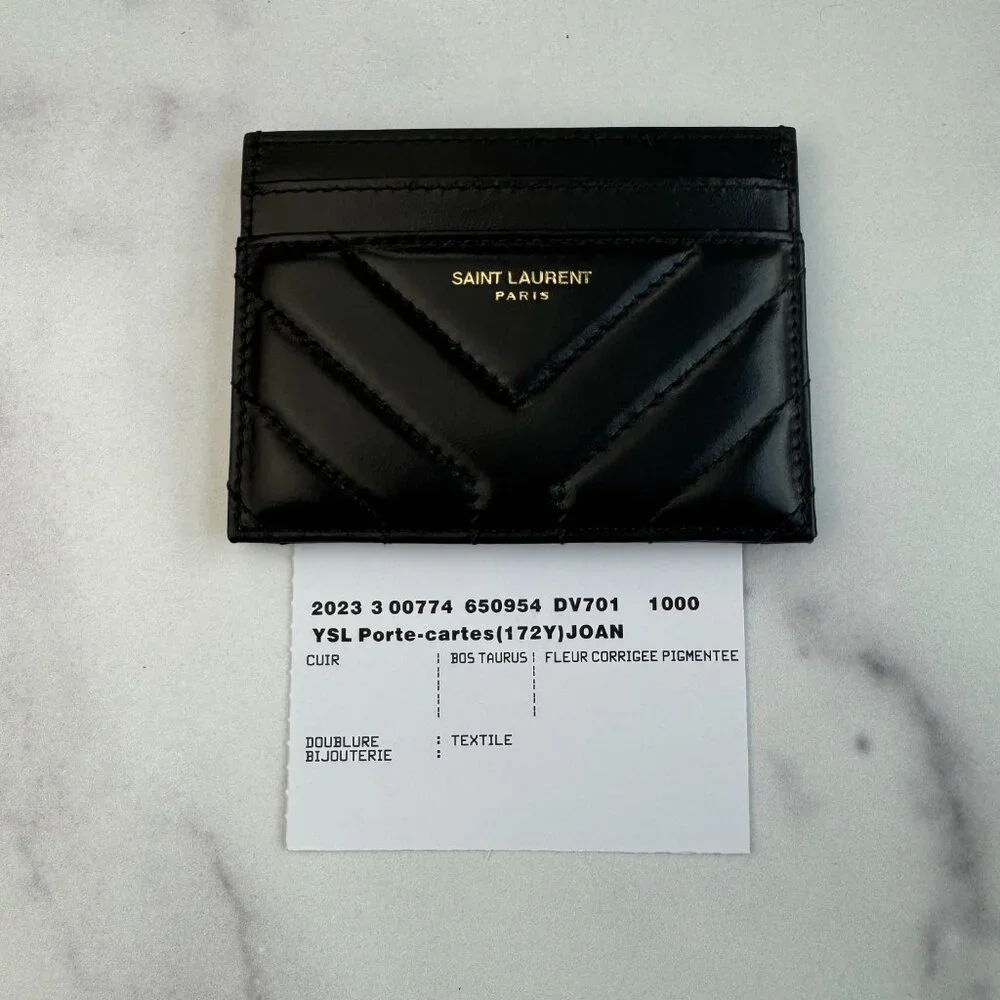 SAINT LAURENT
PARIS
2023 3 00774 650954 DV701 1000
YSL Porte-cartes(172Y)JOAN
CUIR | BOS TAURUS | FLEUR CORRIGEE PIGMENTEE
DOUBLURE : TEXTILE
BIJOUTERIE :